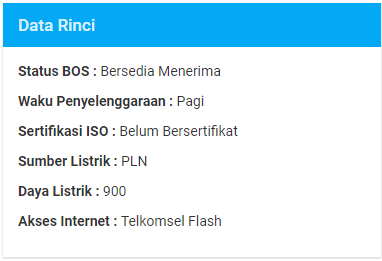 Data Rinci
Status BOS : Bersedia Menerima
Waku Penyelenggaraan : Pagi
Sertifikasi ISO : Belum Bersertifikat
Sumber Listrik : PLN
Daya Listrik : 900
Akses Internet : Telkomsel Flash